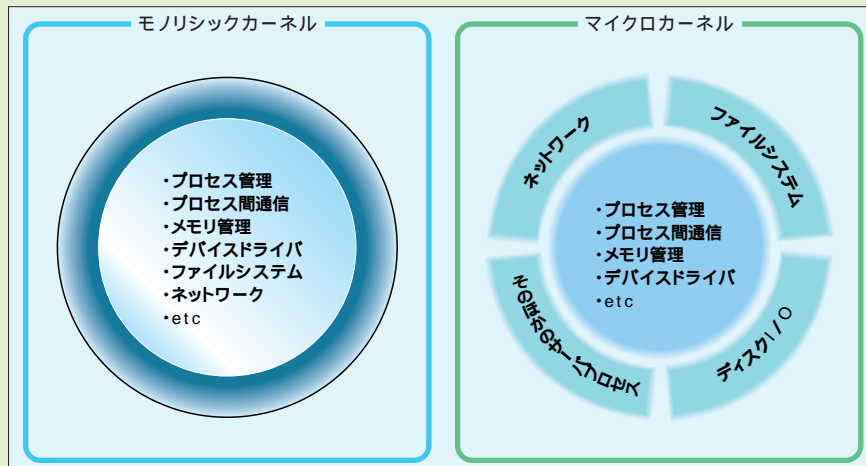 モノリシックカーネル
・プロセス管理
・プロセス間通信
・メモリ管理
・デバイスドライバ
・ファイルシステム
・ネットワーク
・etc
マイクロカーネル
ネットワーク
ファイルシステム
・プロセス管理
・プロセス間通信
・メモリ管理
・デバイスドライバ
・etc
そのほかのサーバプロセス
ディスクI/O